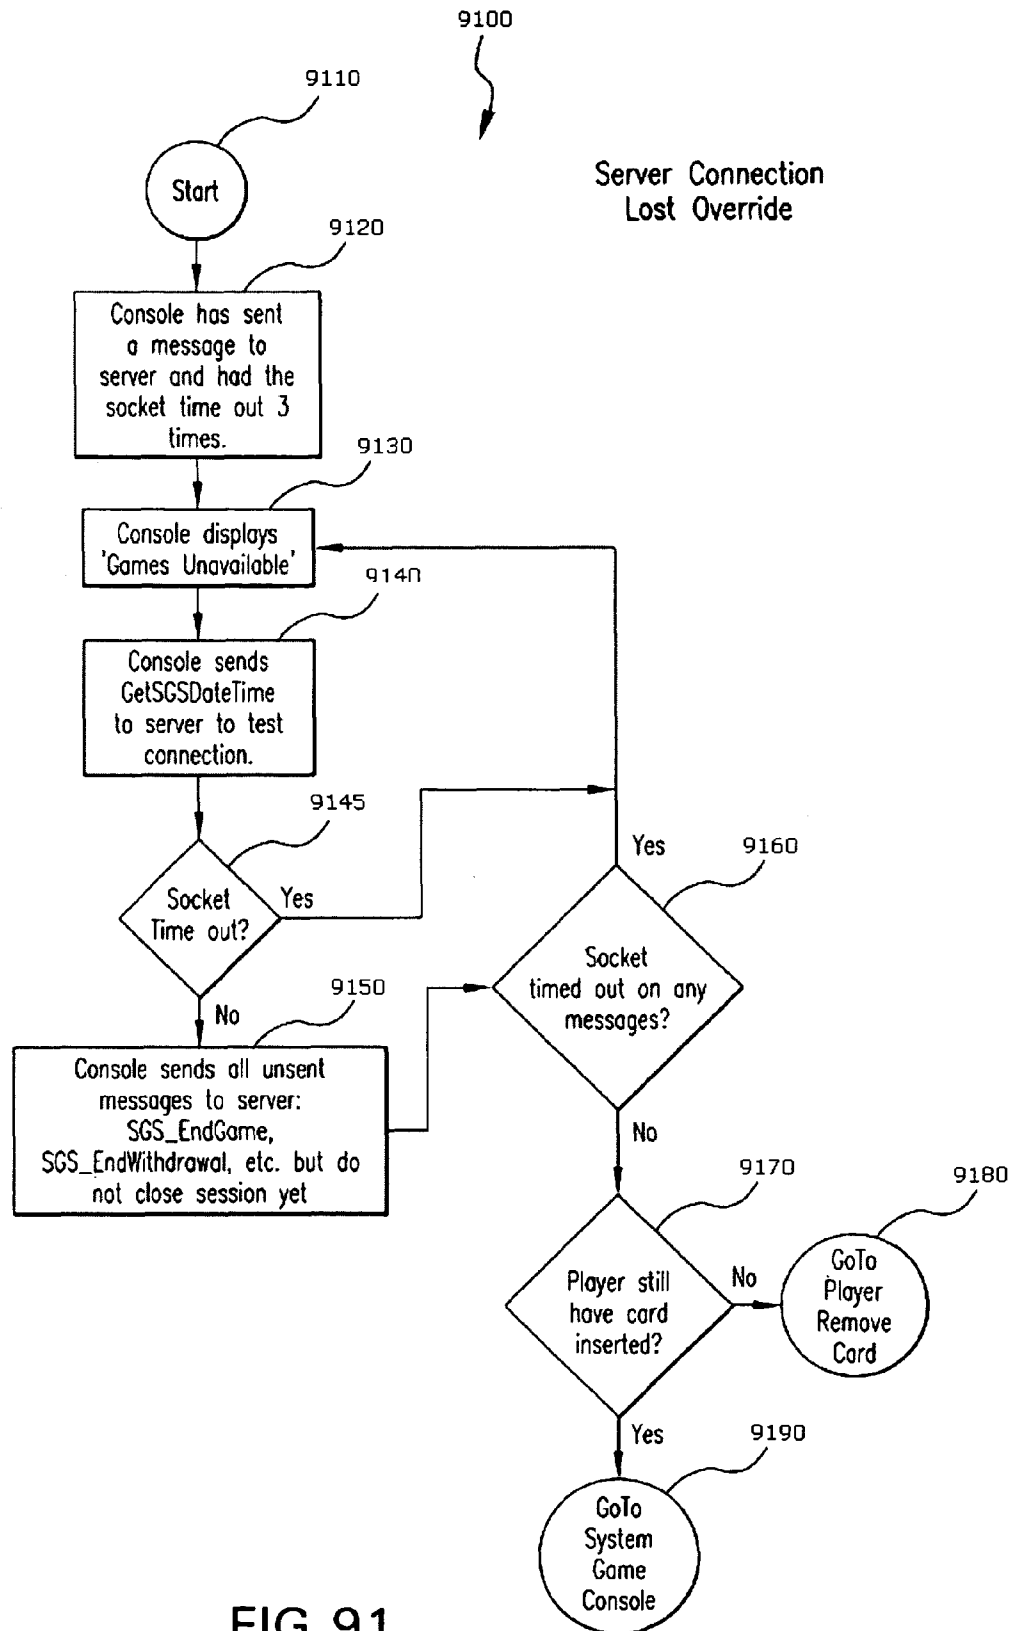 9100
9110
Start
Server Connection
Lost Override
9120
Console has sent
a message to
server and had the
socket time out 3
times.
9130
Console displays
'Games Unavailable'
9140
Console sends
GetSGSDateTime
to server to test
connection.
9145
Socket
Time out?
Yes
No
9150
Console sends all unsent
messages to server:
SGS_EndGame,
SGS_EndWithdrawal, etc. but do
not close session yet
Yes
9160
Socket
timed out on any
messages?
No
9170
Player still
have card
inserted?
No
9180
GoTo
Player
Remove
Card
Yes
9190
GoTo
System
Game
Console
FIG 91